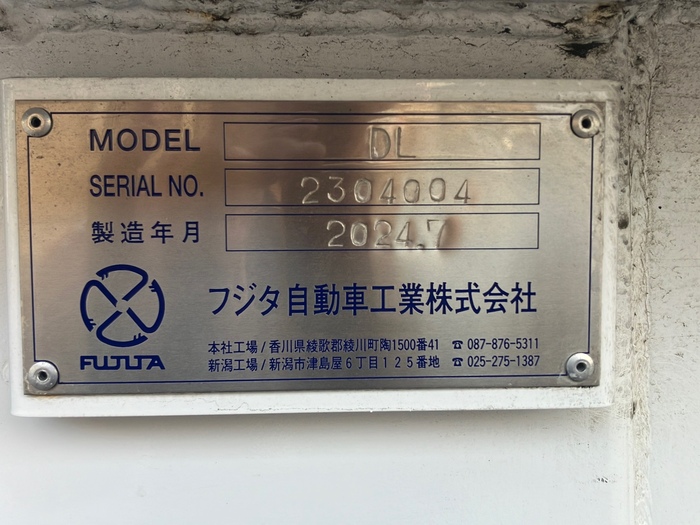 MODEL DL
SERIAL NO. 2304004
製造年月 2024.7
フジタ自動車工業株式会社
FUJITA
本社工場/香川県綾歌郡綾川町陶1500番41 ☎087-876-5311
新潟工場/新潟市津島屋6丁目125番地 ☎025-275-1387